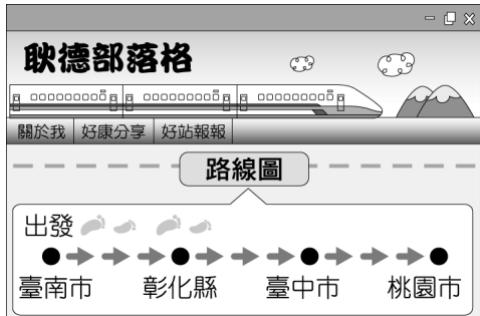 耿德部落格
關於我 好康分享 好站報報
路線圖
出發
臺南市 彰化縣 臺中市 桃園市